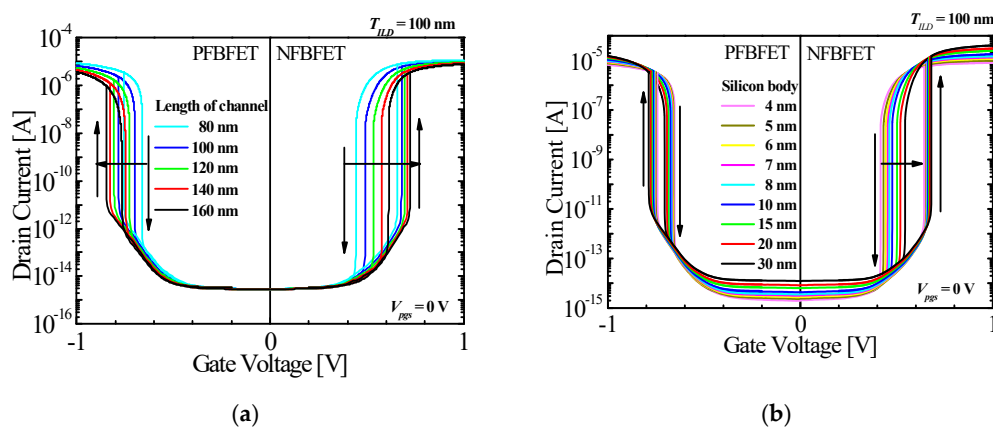 T_ILD = 100 nm
PFBFET NFBFET
Length of channel
80 nm
100 nm
120 nm
140 nm
160 nm
V_pgs = 0 V
Drain Current [A]
10^-4
10^-6
10^-8
10^-10
10^-12
10^-14
10^-16
-1 0 1
Gate Voltage [V]
(a)
T_ILD = 100 nm
PFBFET NFBFET
Silicon body
4 nm
5 nm
6 nm
7 nm
8 nm
10 nm
15 nm
20 nm
30 nm
V_pgs = 0 V
Drain Current [A]
10^-5
10^-7
10^-9
10^-11
10^-13
10^-15
-1 0 1
Gate Voltage [V]
(b)